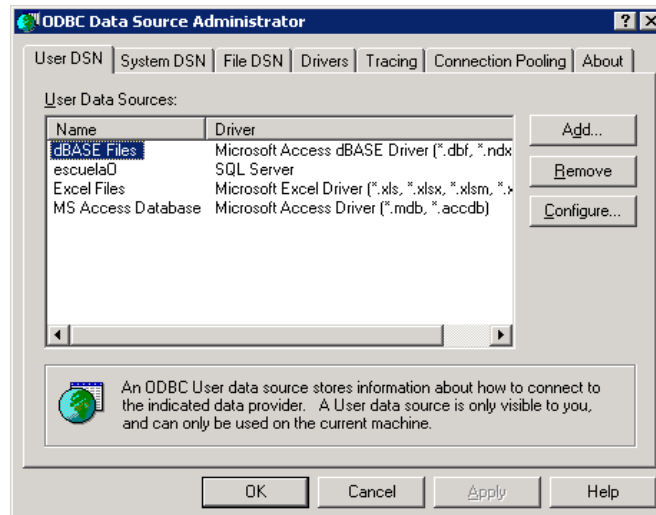 ODBC Data Source Administrator
User DSN System DSN File DSN Drivers Tracing Connection Pooling About
User Data Sources:
Name Driver
dBASE Files Microsoft Access dBASE Driver (*.dbf, *.ndx
escuela0 SQL Server
Excel Files Microsoft Excel Driver (*.xls, *.xlsx, *.xlsm, *.x
MS Access Database Microsoft Access Driver (*.mdb, *.accdb)
Add...
Remove
Configure...
An ODBC User data source stores information about how to connect to
the indicated data provider. A User data source is only visible to you,
and can only be used on the current machine.
OK Cancel Apply Help